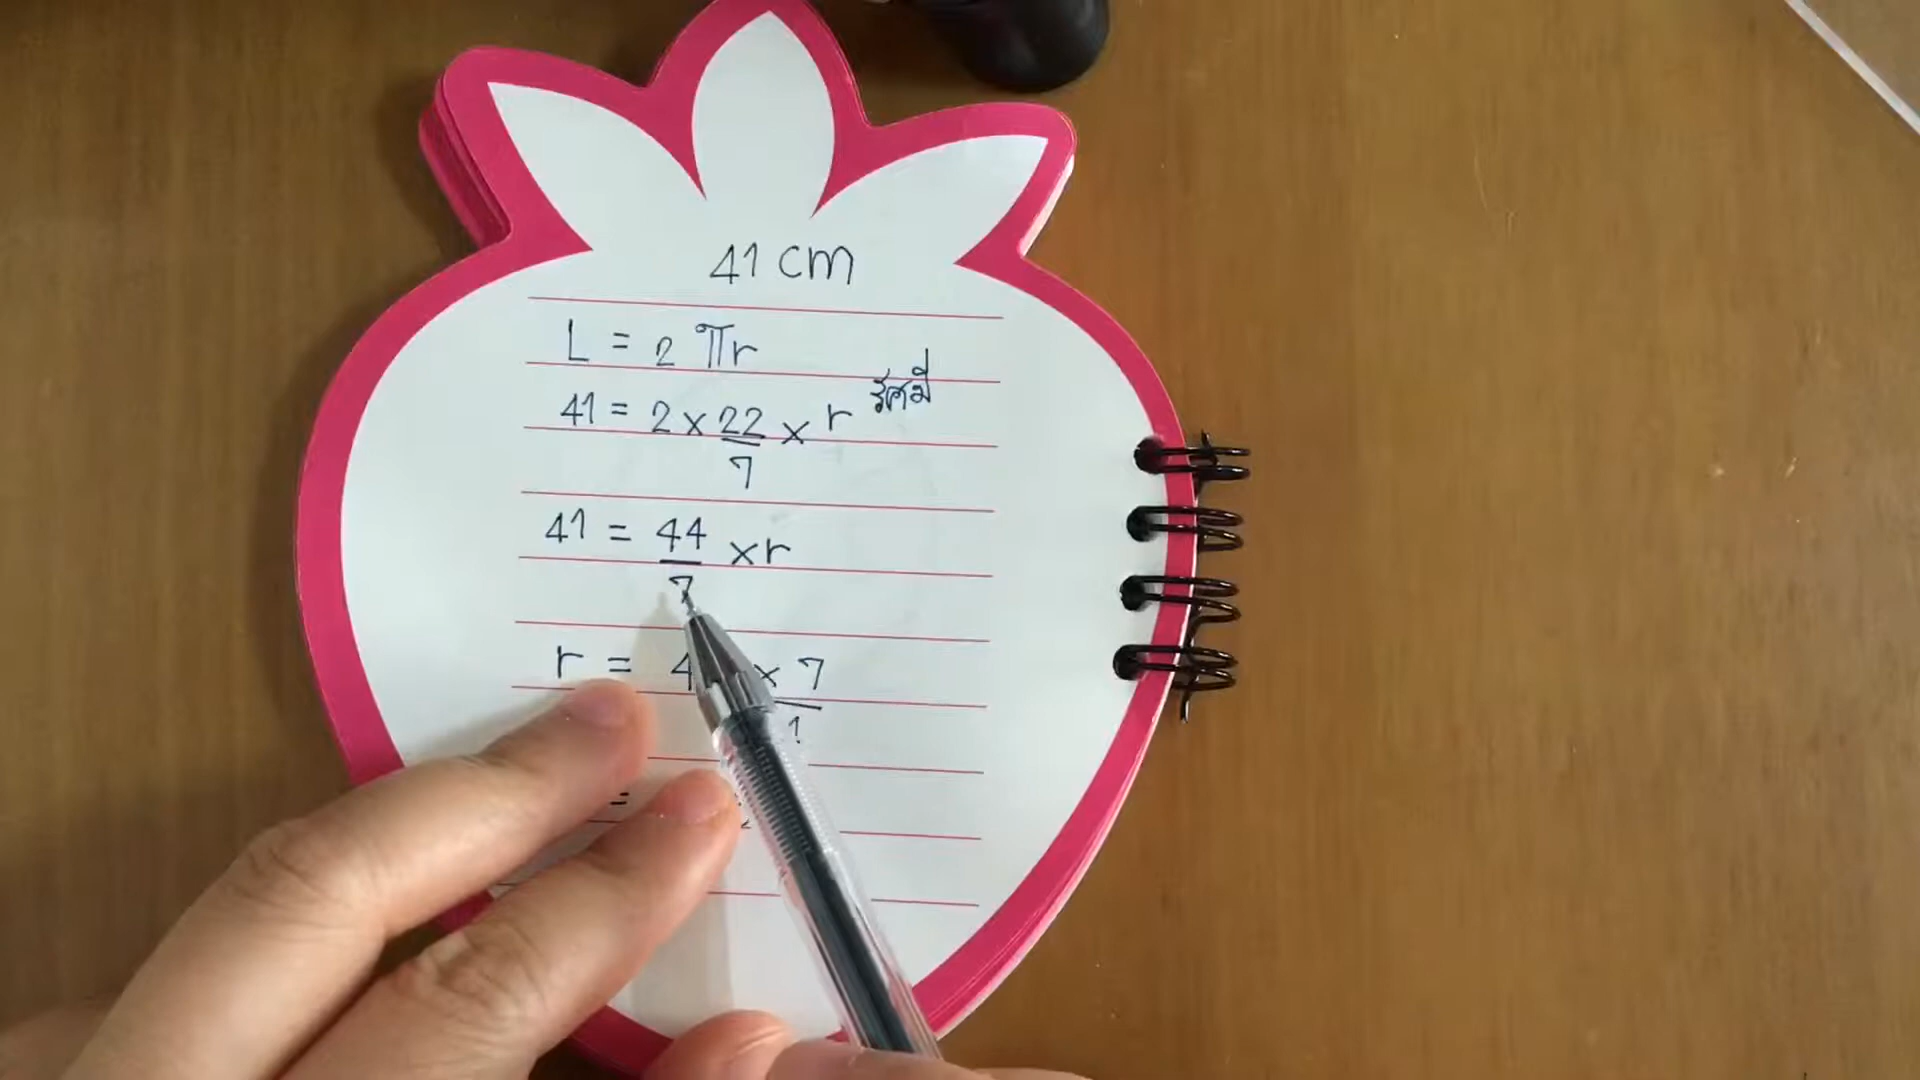 41 cm
L = 2 πr
รัศมี
41 = 2 × 22/7 × r
41 = 44/7 × r
r = 4 × 7
=